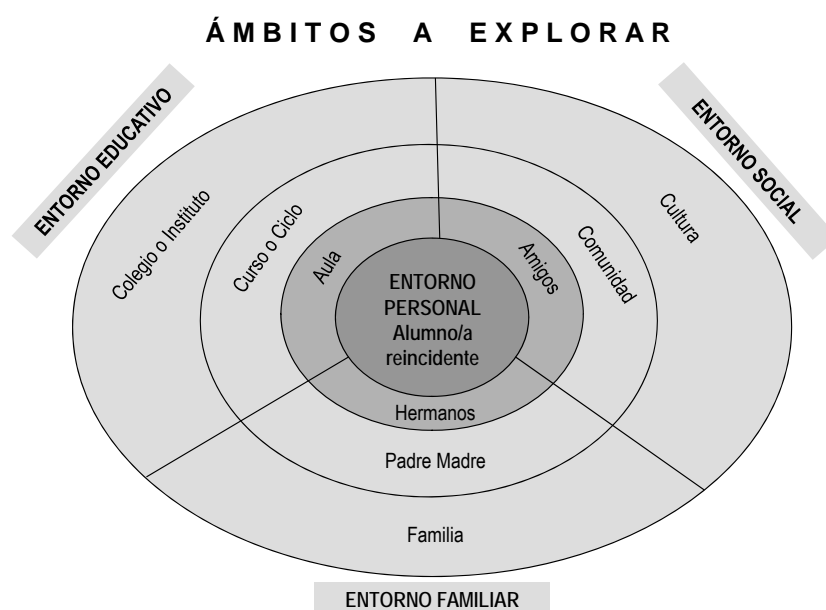 ÁMBITOS A EXPLORAR
ENTORNO EDUCATIVO
ENTORNO SOCIAL
Colegio o Instituto
Curso o Ciclo
Aula
Amigos
Comunidad
Cultura
ENTORNO
PERSONAL
Alumno/a
reincidente
Hermanos
Padre Madre
Familia
ENTORNO FAMILIAR